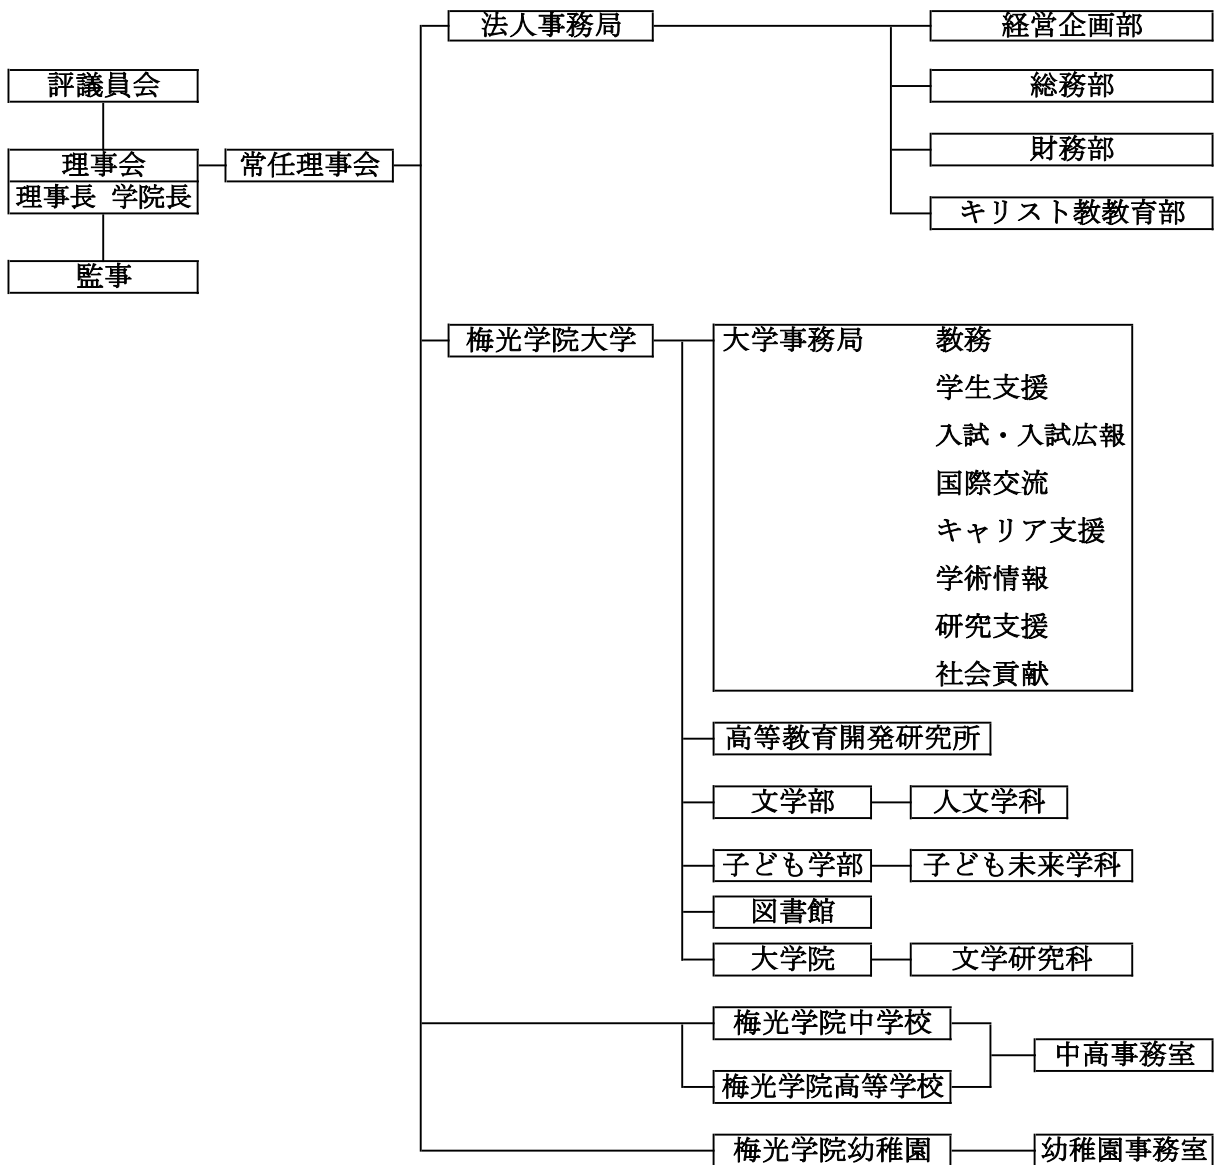 法人事務局
経営企画部
評議員会
総務部
財務部
理事会
常任理事会
理事長 学院長
キリスト教教育部
監事
梅光学院大学
大学事務局 教務
学生支援
入試・入試広報
国際交流
キャリア支援
学術情報
研究支援
社会貢献
高等教育開発研究所
文学部
人文学科
子ども学部
子ども未来学科
図書館
大学院
文学研究科
梅光学院中学校
中高事務室
梅光学院高等学校
梅光学院幼稚園
幼稚園事務室